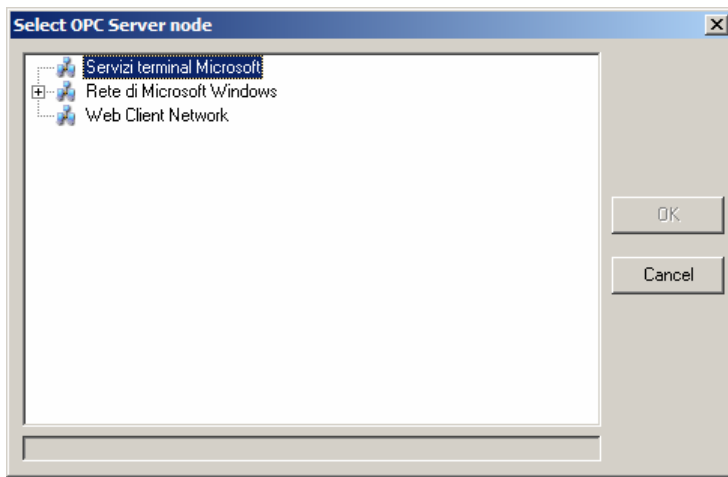 Select OPC Server node
Servizi terminal Microsoft
Rete di Microsoft Windows
Web Client Network
OK
Cancel